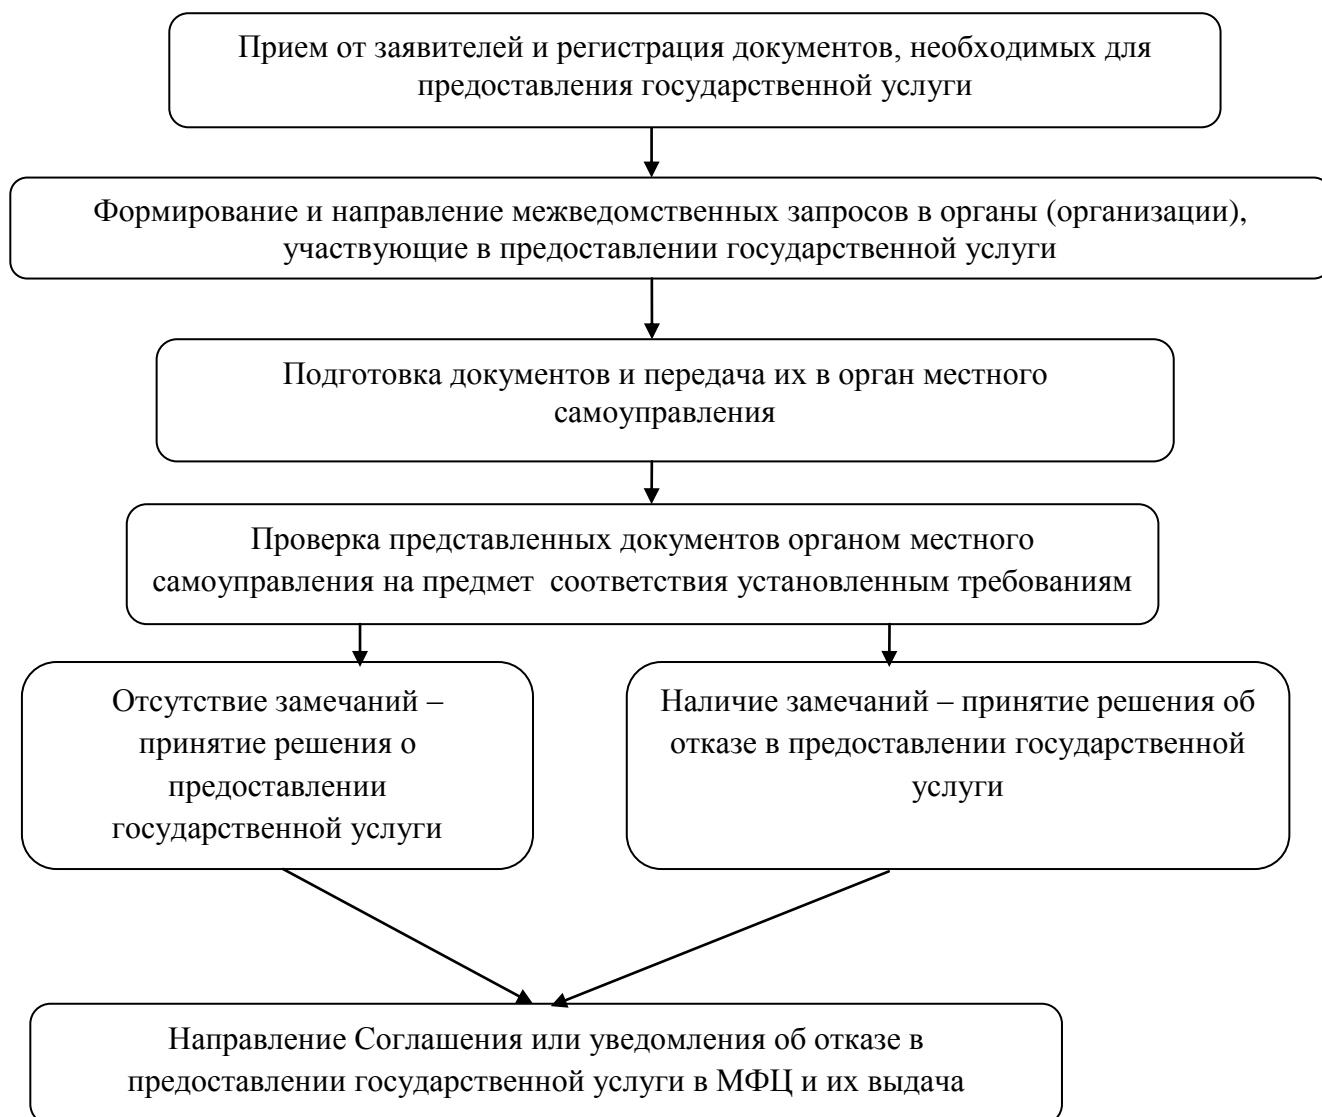 Прием от заявителей и регистрация документов, необходимых для
предоставления государственной услуги
Формирование и направление межведомственных запросов в органы (организации),
участвующие в предоставлении государственной услуги
Подготовка документов и передача их в орган местного
самоуправления
Проверка представленных документов органом местного
самоуправления на предмет  соответствия установленным требованиям
Отсутствие замечаний –
принятие решения о
предоставлении
государственной услуги
Наличие замечаний – принятие решения об
отказе в предоставлении государственной
услуги
Направление Соглашения или уведомления об отказе в
предоставлении государственной услуги в МФЦ и их выдача